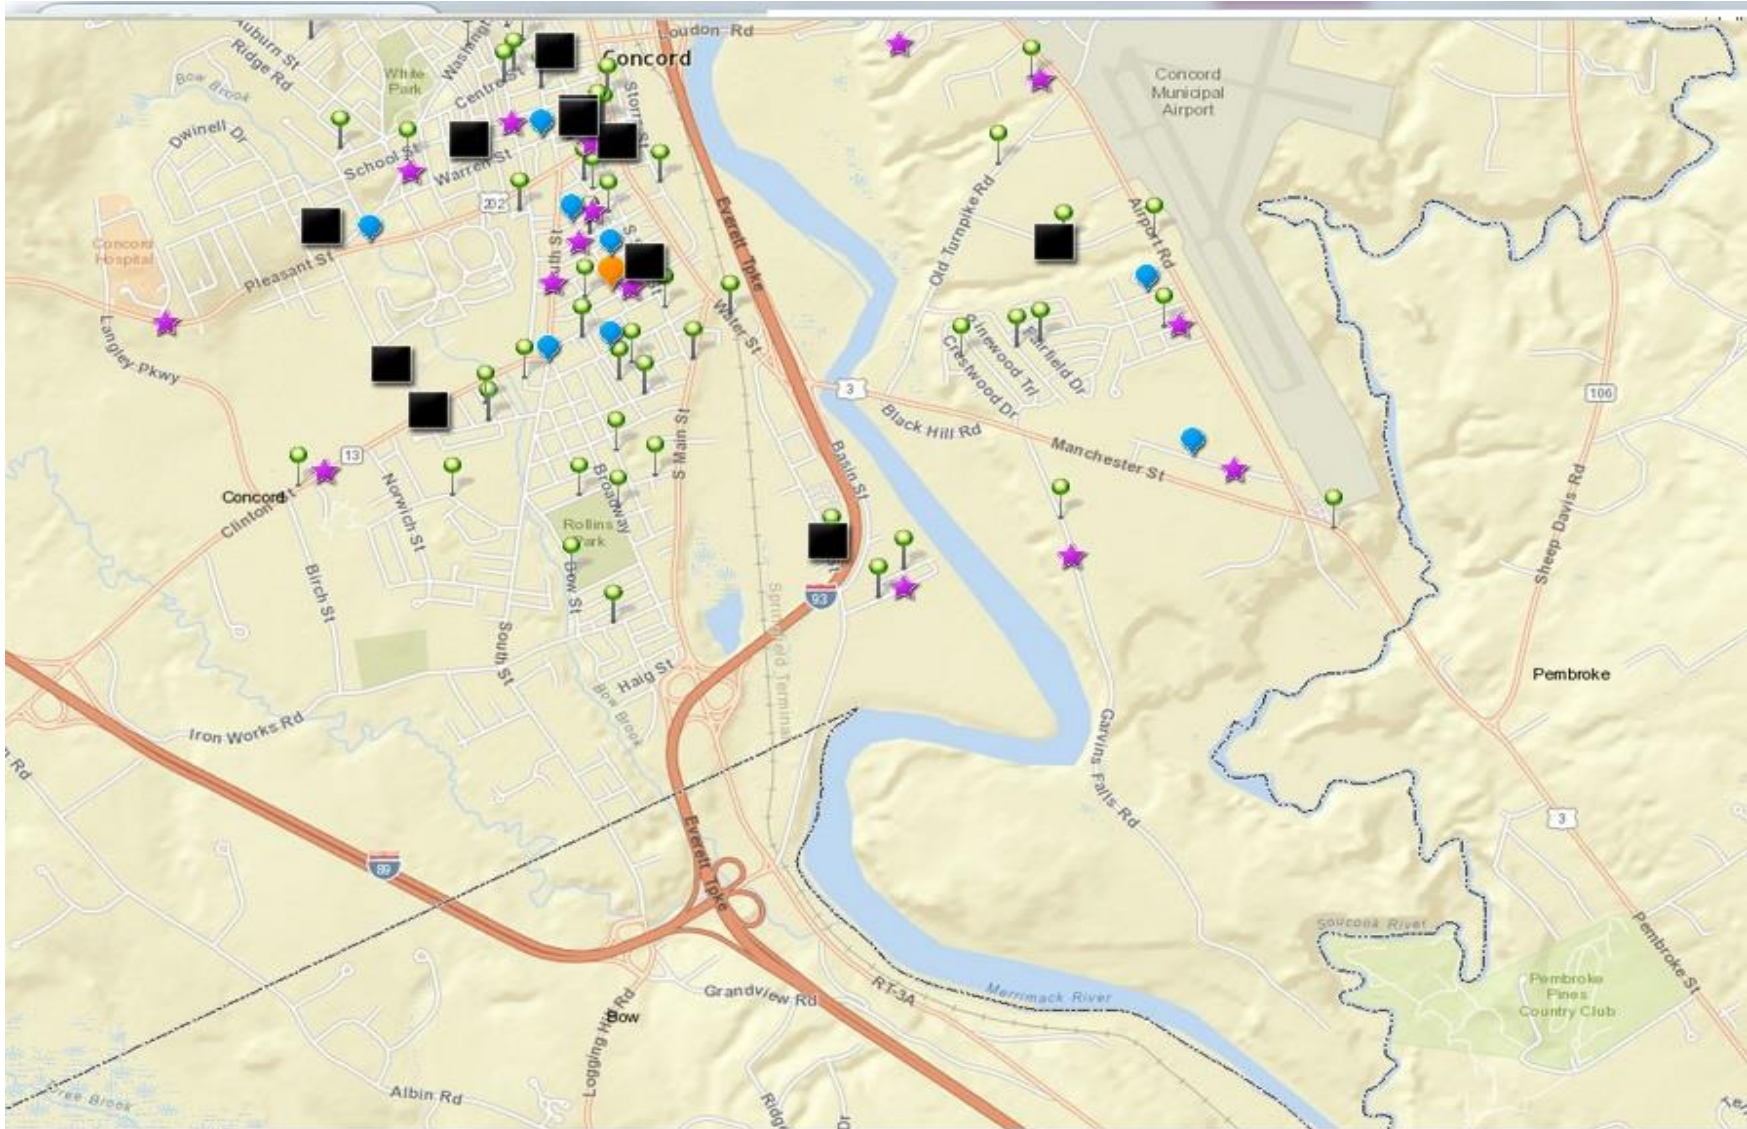 Loudon Rd
Auburn St
Ridge Rd
White
Park
Concord
Municipal
Airport
Bow Brook
Centre St
Storrs St
Dwinell Dr
School St
Warren St
202
Everett Tpke
Old Turnpike Rd
Airport Rd
Concord
Hospital
Pleasant St
Langley Pkwy
Water St
Pinewood Trl
Fairfield Dr
Crestwood Dr
3
106
Black Hill Rd
Manchester St
S Main St
Basin St
13
Concord
Clinton St
Norwich St
Broadway
Rollins
Park
Sheep Davis Rd
Birch St
Bow St
93
South St
Springfield Terminal
Haig St
Bow Brook
Pembroke
Iron Works Rd
Garvins Falls Rd
3
89
Everett Tpke
Soucook River
Pembroke St
Pembroke
Pines
Country Club
RT-3A
Merrimack River
Grandview Rd
Bow
Logging Hill Rd
Albin Rd